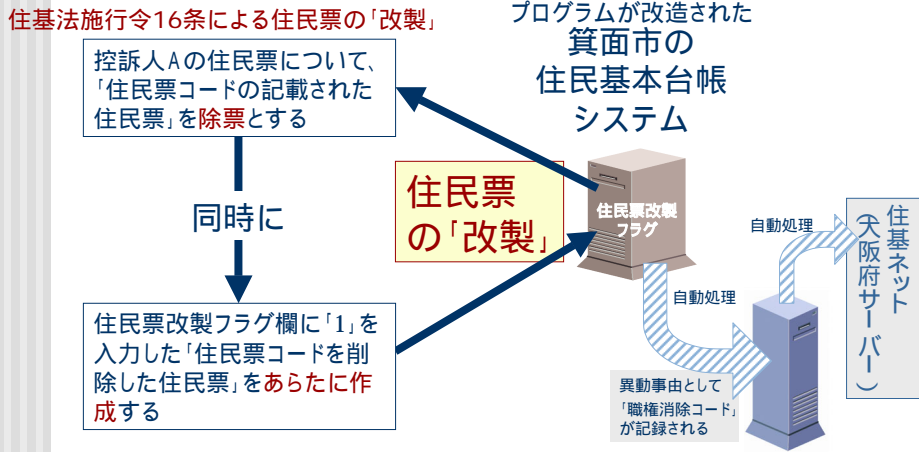 住基法施行令16条による住民票の「改製」
プログラムが改造された
箕面市の
住民基本台帳
システム
控訴人Aの住民票について、
「住民票コードの記載された
住民票」を除票とする
同時に
住民票
の「改製」
住民票改製
フラグ
住民票改製フラグ欄に「1」を
入力した「住民票コードを削
除した住民票」をあらたに作
成する
自動処理
自動処理
異動事由として
「職権消除コード」
が記録される
住基ネット
(大阪府サーバー)